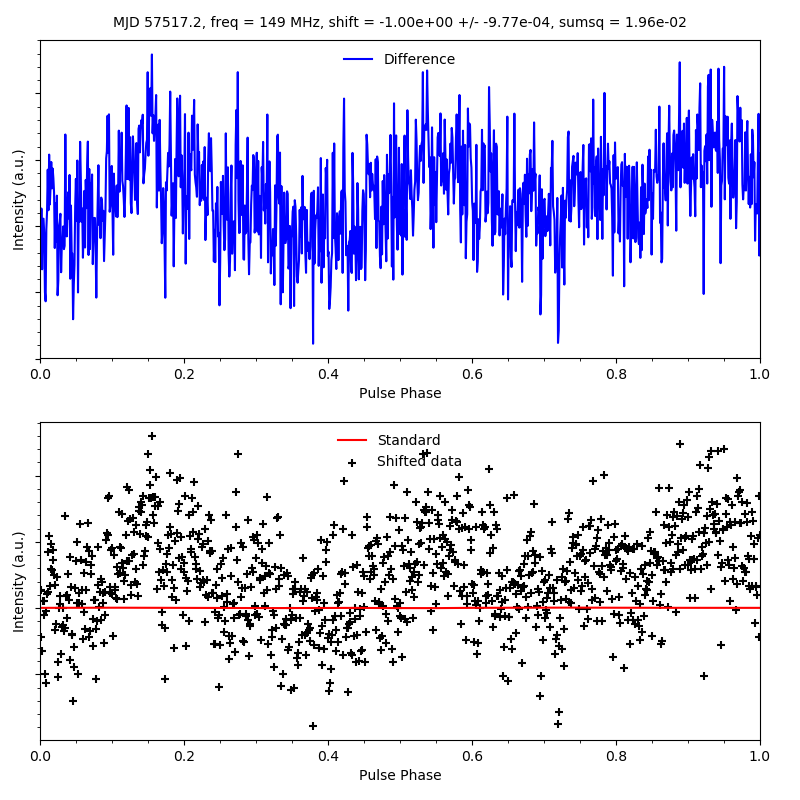 MJD 57517.2, freq = 149 MHz, shift = -1.00e+00 +/- -9.77e-04, sumsq = 1.96e-02
Difference
Intensity (a.u.)
0.0 0.2 0.4 0.6 0.8 1.0
Pulse Phase
Standard
Shifted data
Intensity (a.u.)
0.0 0.2 0.4 0.6 0.8 1.0
Pulse Phase